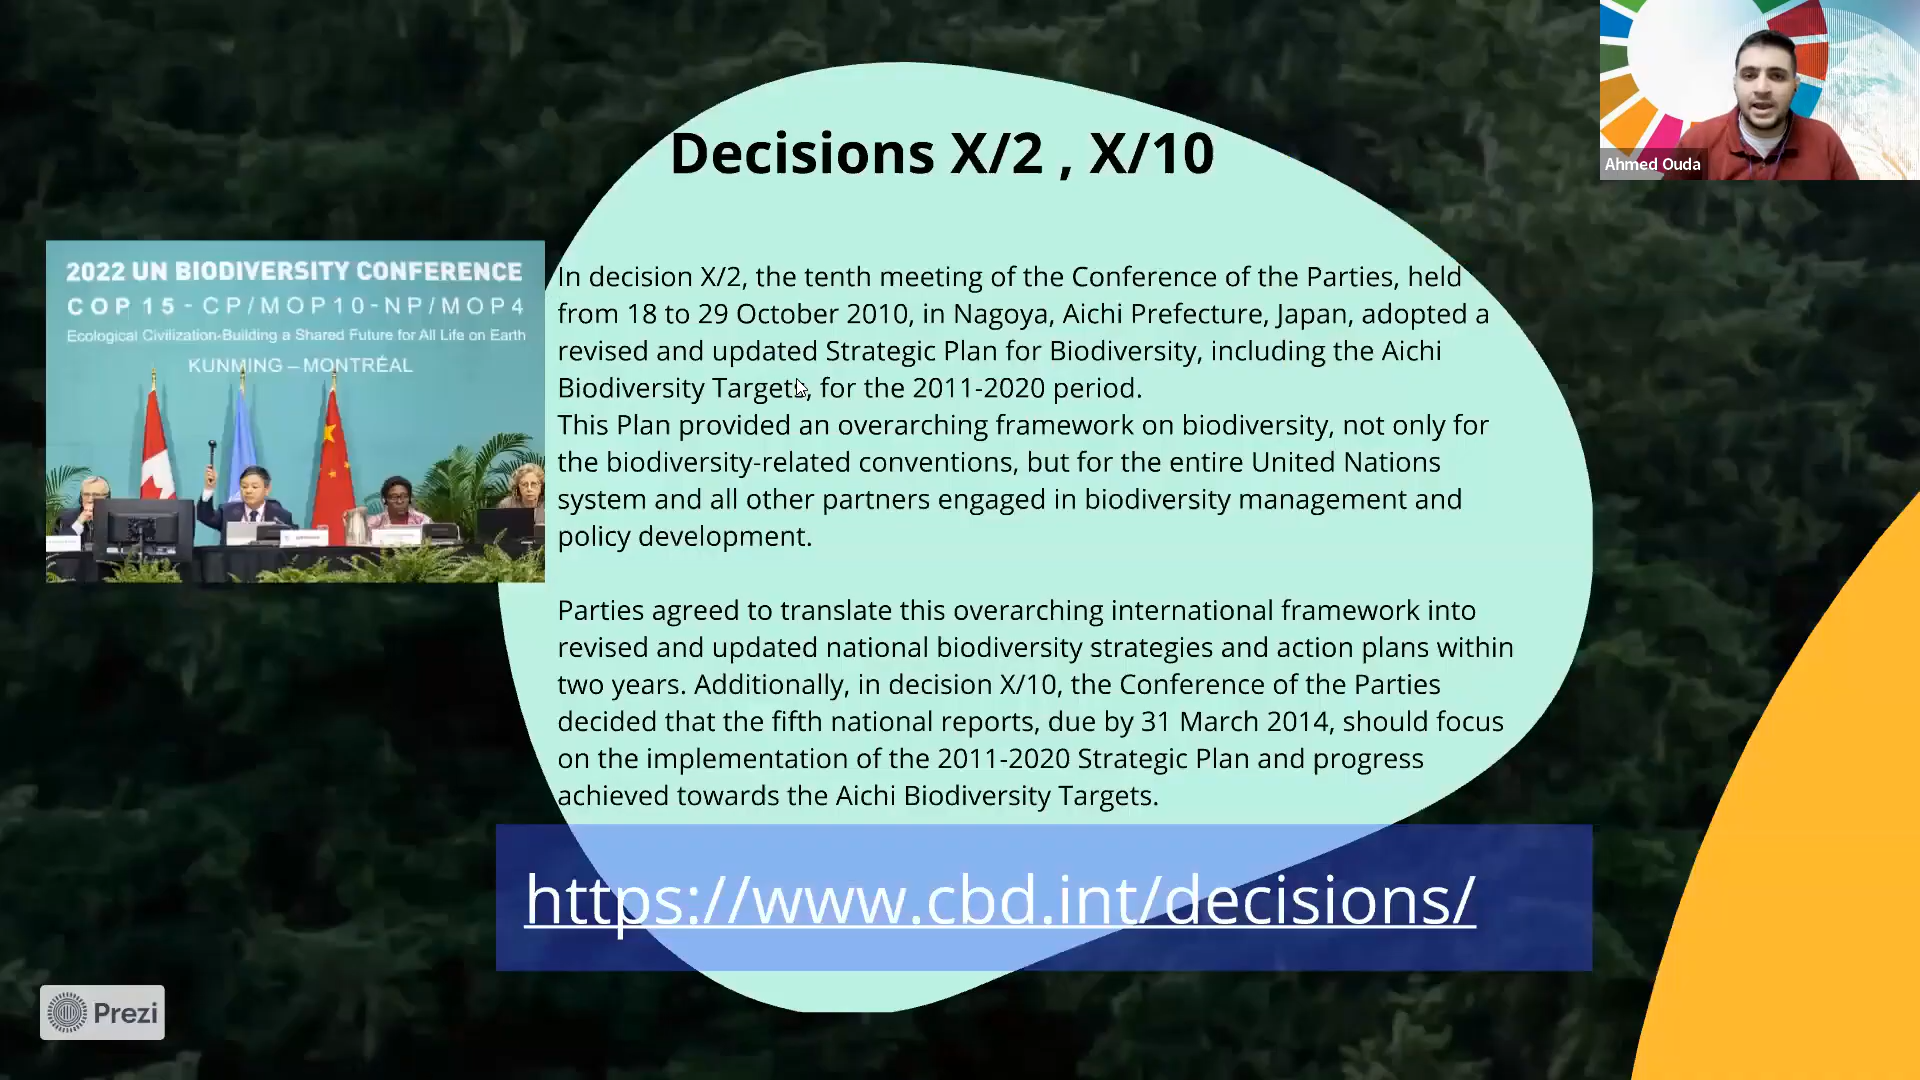 Decisions X/2 , X/10
Ahmed Ouda
2022 UN BIODIVERSITY CONFERENCE
COP 15 - CP/MOP10-NP/MOP4
Ecological Civilization-Building a Shared Future for All Life on Earth
KUNMING – MONTRÉAL
In decision X/2, the tenth meeting of the Conference of the Parties, held
from 18 to 29 October 2010, in Nagoya, Aichi Prefecture, Japan, adopted a
revised and updated Strategic Plan for Biodiversity, including the Aichi
Biodiversity Targets, for the 2011-2020 period.
This Plan provided an overarching framework on biodiversity, not only for
the biodiversity-related conventions, but for the entire United Nations
system and all other partners engaged in biodiversity management and
policy development.
Parties agreed to translate this overarching international framework into
revised and updated national biodiversity strategies and action plans within
two years. Additionally, in decision X/10, the Conference of the Parties
decided that the fifth national reports, due by 31 March 2014, should focus
on the implementation of the 2011-2020 Strategic Plan and progress
achieved towards the Aichi Biodiversity Targets.
https://www.cbd.int/decisions/
Prezi